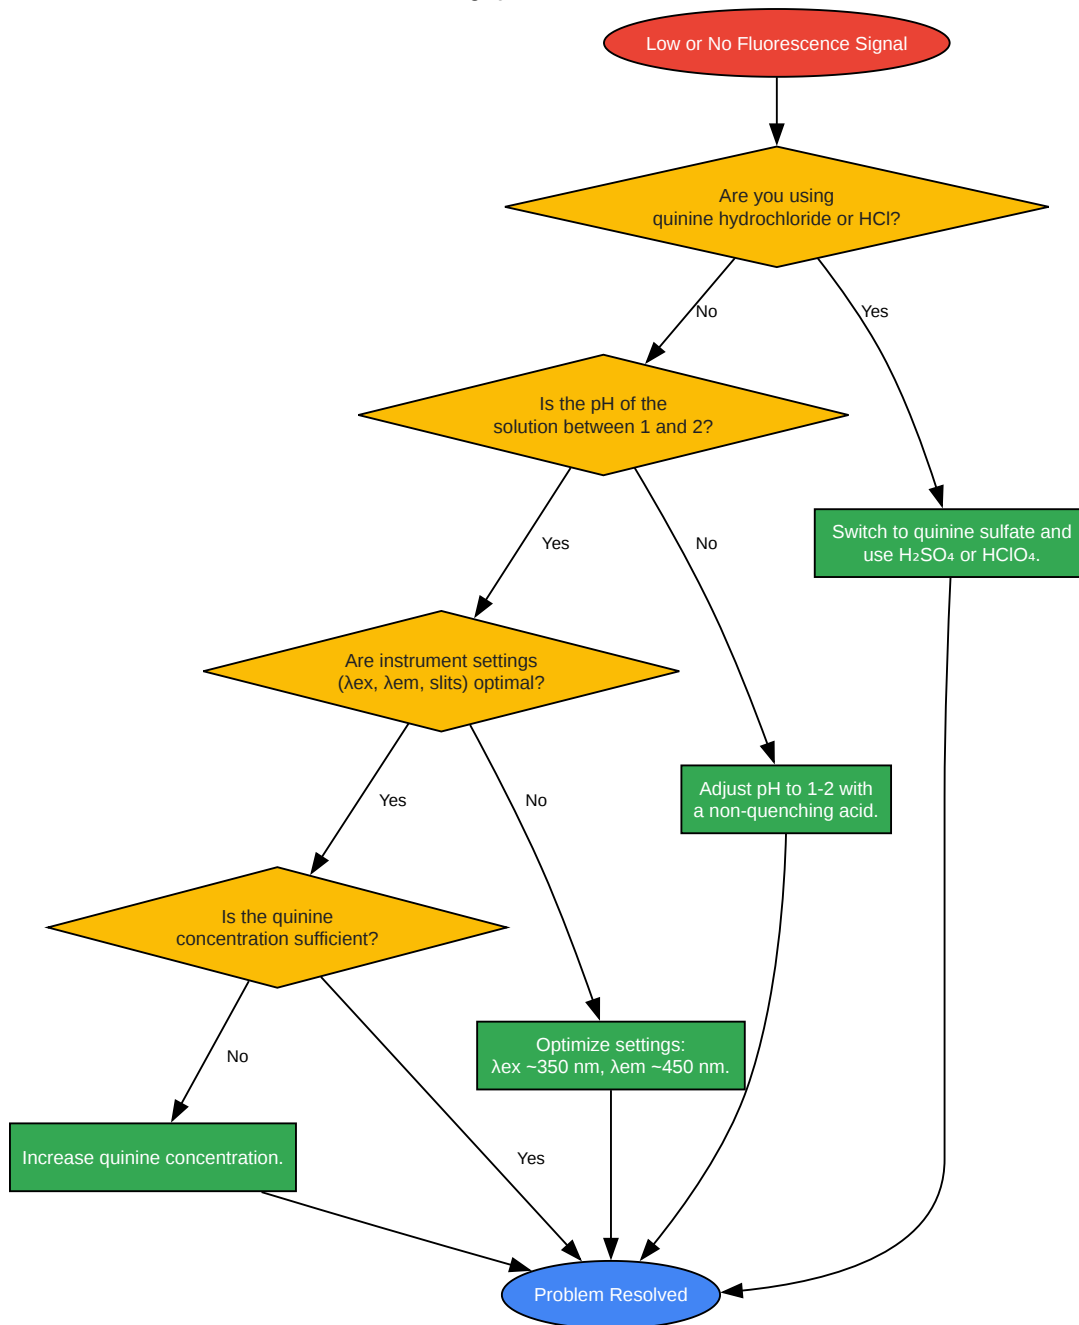 Low or No Fluorescence Signal
Are you using
quinine hydrochloride or HCl?
No
Yes
Is the pH of the
solution between 1 and 2?
Yes
No
Switch to quinine sulfate and
use H₂SO₄ or HClO₄.
Are instrument settings
(λex, λem, slits) optimal?
Yes
No
Adjust pH to 1-2 with
a non-quenching acid.
Is the quinine
concentration sufficient?
No
Yes
Optimize settings:
λex ~350 nm, λem ~450 nm.
Increase quinine concentration.
Problem Resolved